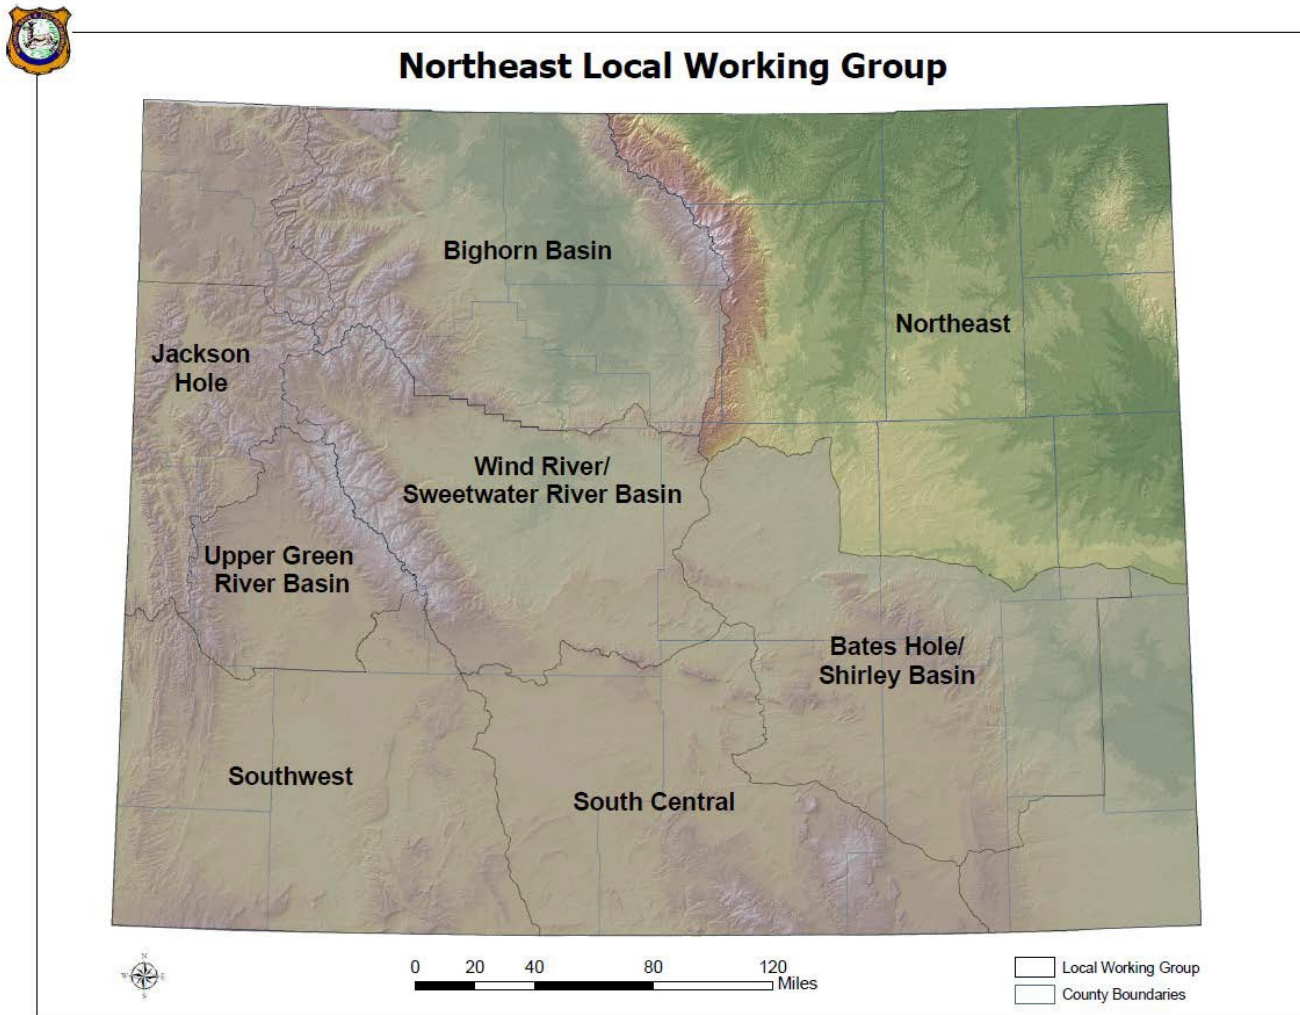 Northeast Local Working Group
Bighorn Basin
Northeast
Jackson
Hole
Wind River/
Sweetwater River Basin
Upper Green
River Basin
Bates Hole/
Shirley Basin
Southwest
South Central
N
W E
S
0 20 40 80 120
Miles
Local Working Group
County Boundaries